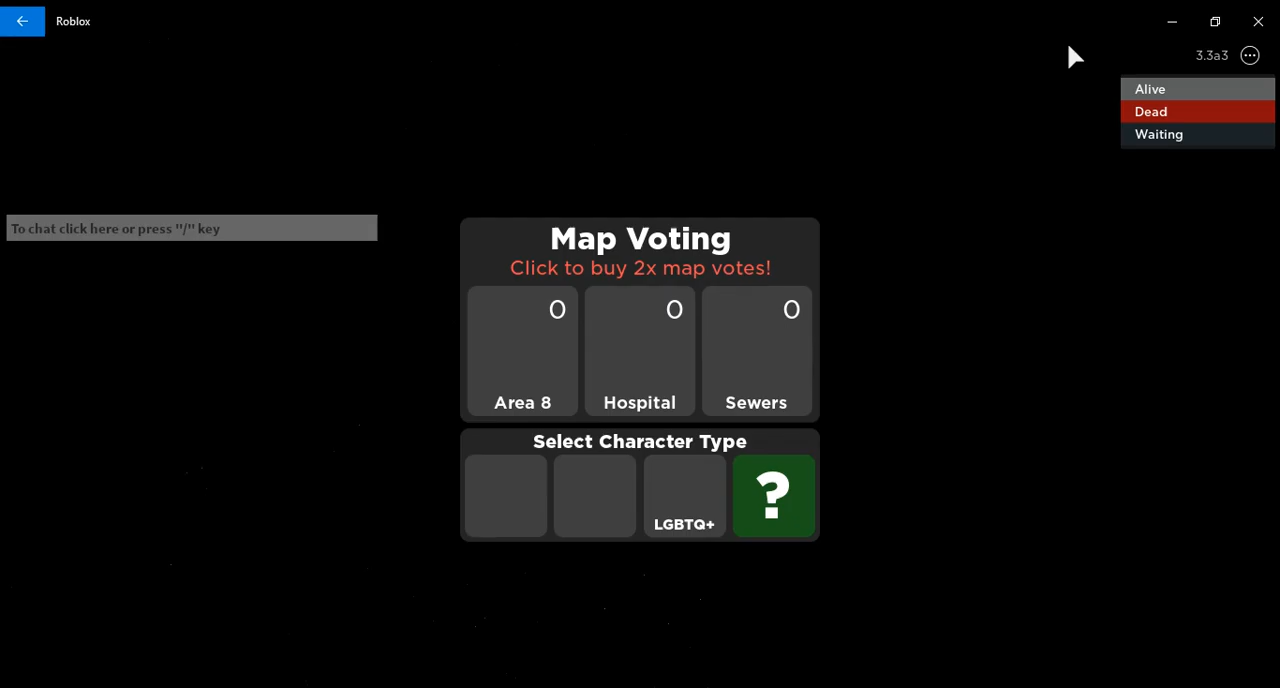 Roblox
3.3a3
Alive
Dead
Waiting
To chat click here or press "/" key
Map Voting
Click to buy 2x map votes!
0 0 0
Area 8 Hospital Sewers
Select Character Type
?
LGBTQ+